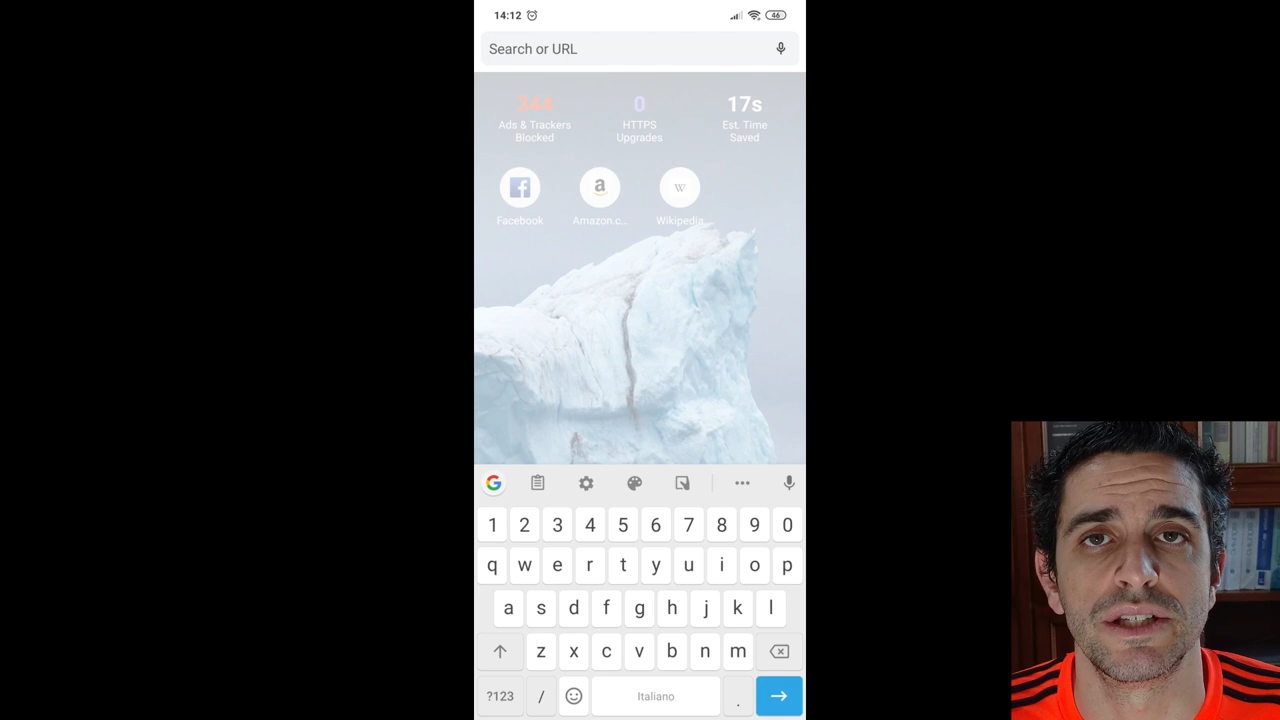 14:12
46
Search or URL
344 0 17s
Ads & Trackers Blocked
HTTPS Upgrades
Est. Time Saved
f a W
Facebook Amazon.c... Wikipedia...
G
1 2 3 4 5 6 7 8 9 0
q w e r t y u i o p
a s d f g h j k l
z x c v b n m
?123 / Italiano .